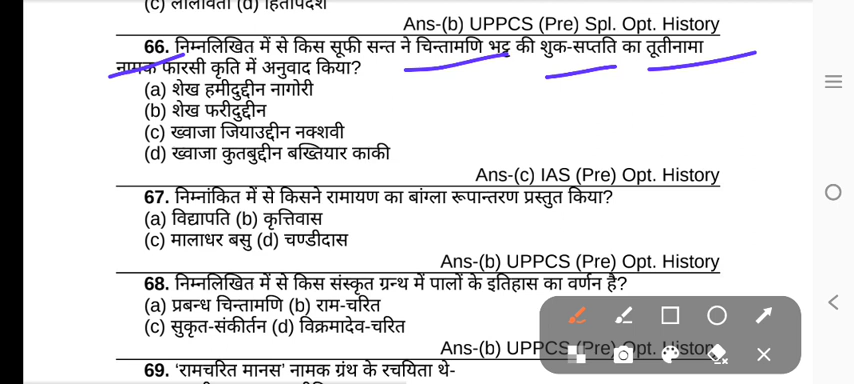 (c) लीलावती (d) हितोपदेश
Ans-(b) UPPCS (Pre) Spl. Opt. History
66. निम्नलिखित में से किस सूफी सन्त ने चिन्तामणि भट्ट की शुक-सप्तति का तूतीनामा
नामक फारसी कृति में अनुवाद किया?
(a) शेख हमीदुद्दीन नागोरी
(b) शेख फरीदुद्दीन
(c) ख्वाजा जियाउद्दीन नक्शवी
(d) ख्वाजा कुतबुद्दीन बख्तियार काकी
Ans-(c) IAS (Pre) Opt. History
67. निम्नांकित में से किसने रामायण का बांग्ला रूपान्तरण प्रस्तुत किया?
(a) विद्यापति (b) कृत्तिवास
(c) मालाधर बसु (d) चण्डीदास
Ans-(b) UPPCS (Pre) Opt. History
68. निम्नलिखित में से किस संस्कृत ग्रन्थ में पालों के इतिहास का वर्णन है?
(a) प्रबन्ध चिन्तामणि (b) राम-चरित
(c) सुकृत-संकीर्तन (d) विक्रमादेव-चरित
Ans-(b) UPPCS (Pre) Opt. History
69. ‘रामचरित मानस’ नामक ग्रंथ के रचयिता थे-